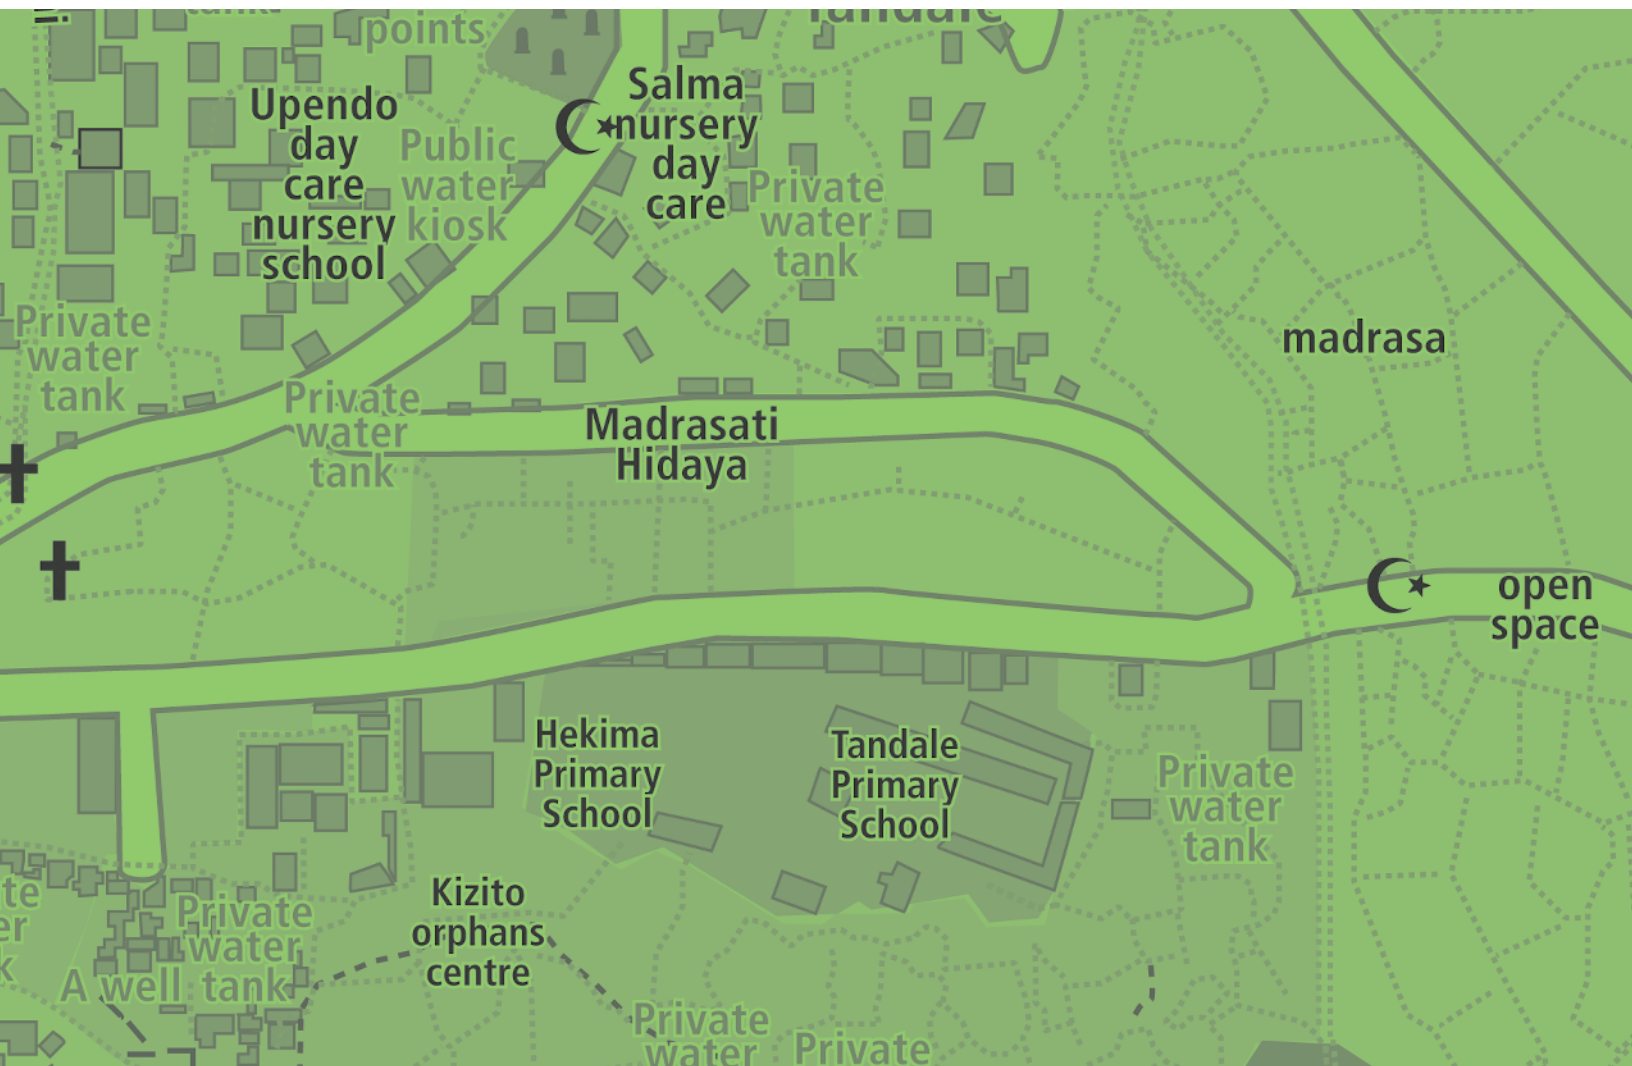 points
Tandale
Upendo
day
care
nursery
school
Public
water
kiosk
Salma
nursery
day
care
Private
water
tank
Private
water
tank
Private
water
tank
madrasa
Madrasati
Hidaya
open
space
Hekima
Primary
School
Tandale
Primary
School
Private
water
tank
Kizito
orphans
centre
Private
water
tank
A well
Private
water
Private